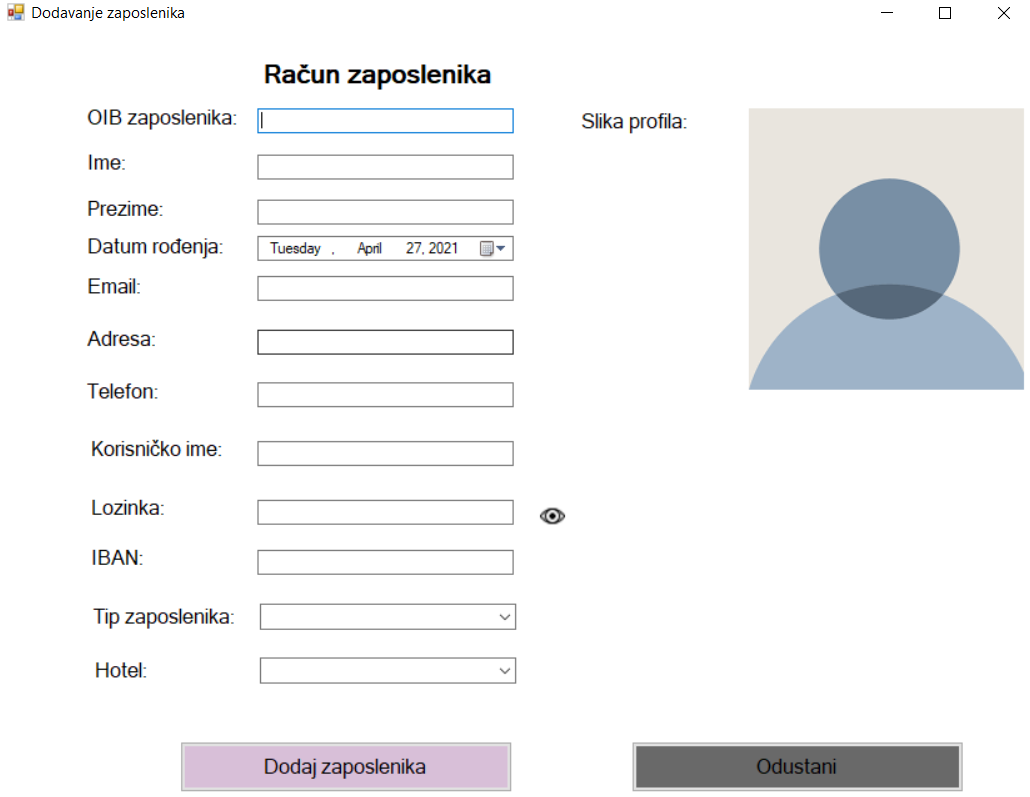 Dodavanje zaposlenika
Račun zaposlenika
OIB zaposlenika:
Slika profila:
Ime:
Prezime:
Datum rođenja: Tuesday , April 27, 2021
Email:
Adresa:
Telefon:
Korisničko ime:
Lozinka:
IBAN:
Tip zaposlenika:
Hotel:
Dodaj zaposlenika
Odustani